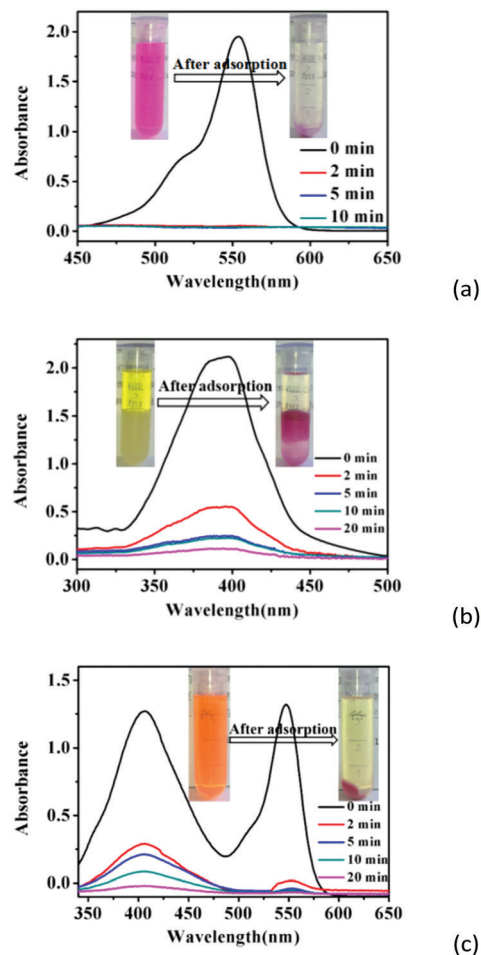 2.0
1.5
1.0
0.5
0.0
Absorbance
After adsorption
0 min
2 min
5 min
10 min
450 500 550 600 650
Wavelength(nm)
(a)
2.0
1.5
1.0
0.5
0.0
Absorbance
After adsorption
0 min
2 min
5 min
10 min
20 min
300 350 400 450 500
Wavelength(nm)
(b)
1.5
1.0
0.5
0.0
Absorbance
After adsorption
0 min
2 min
5 min
10 min
20 min
350 400 450 500 550 600 650
Wavelength(nm)
(c)